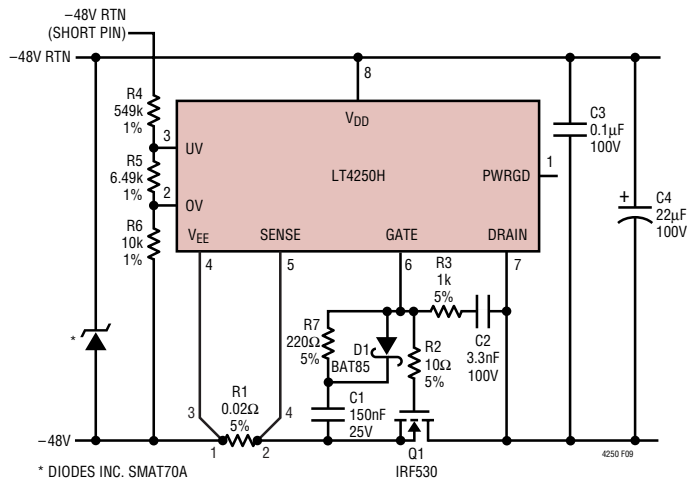 −48V RTN
(SHORT PIN)
−48V RTN
8
R4
549k
1%
3
R5
6.49k
1%
2
R6
10k
1%
VDD
UV
LT4250H
PWRGD
1
OV
VEE
SENSE
GATE
DRAIN
4
5
6
7
C3
0.1µF
100V
+
C4
22µF
100V
R3
1k
5%
C2
3.3nF
100V
R7
220Ω
5%
D1
BAT85
R2
10Ω
5%
*
R1
0.02Ω
5%
3
4
1
2
C1
150nF
25V
−48V
Q1
IRF530
4250 F09
* DIODES INC. SMAT70A